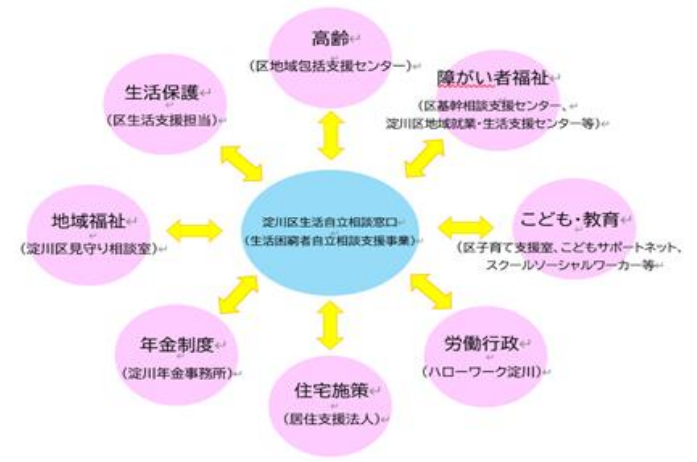 高齢
(区地域包括支援センター)
障がい者福祉
(区基幹相談支援センター、
淀川区地域就業・生活支援センター等)
生活保護
(区生活支援担当)
淀川区生活自立相談窓口
(生活困窮者自立相談支援事業)
地域福祉
(淀川区見守り相談室)
こども・教育
(区子育て支援室、こどもサポートネット、
スクールソーシャルワーカー等
年金制度
(淀川年金事務所)
労働行政
(ハローワーク淀川)
住宅施策
(居住支援法人)